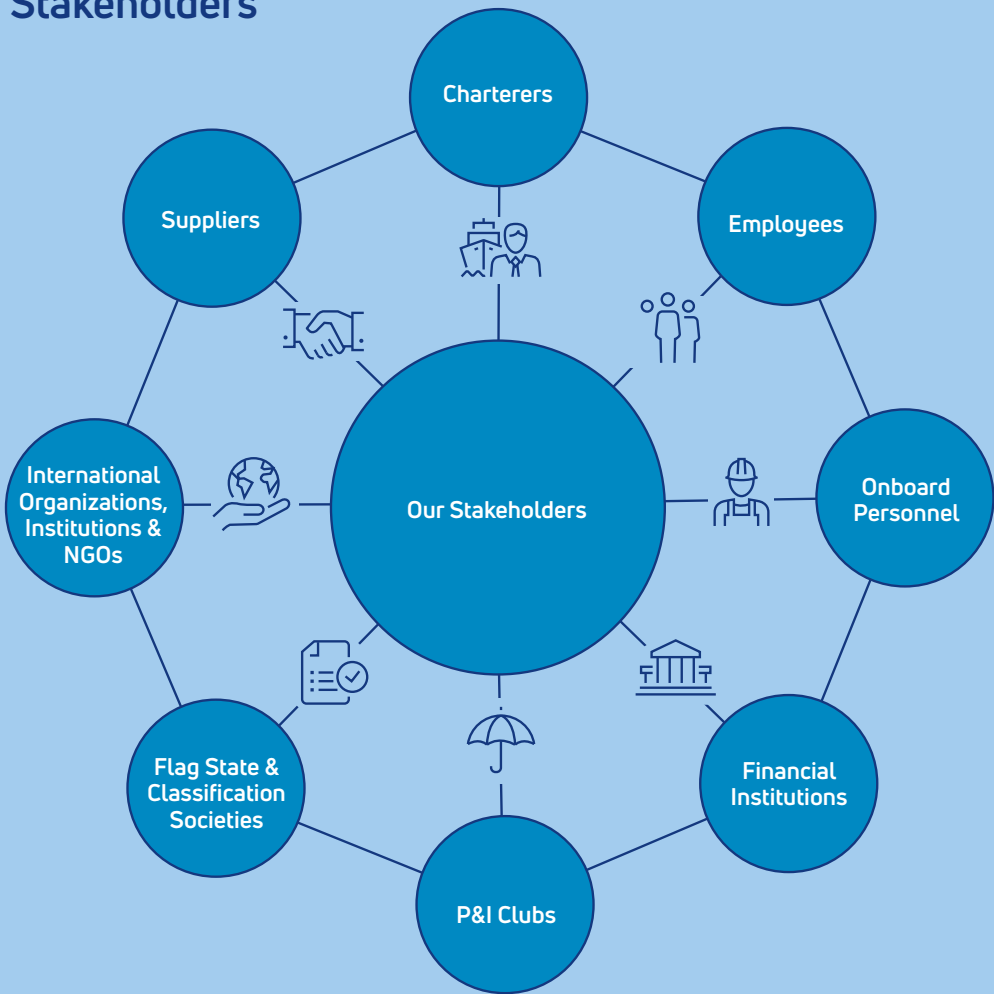 Stakeholders
Charterers
Suppliers
Employees
International
Organizations,
Institutions &
NGOs
Our Stakeholders
Onboard
Personnel
Flag State &
Classification
Societies
Financial
Institutions
P&I Clubs